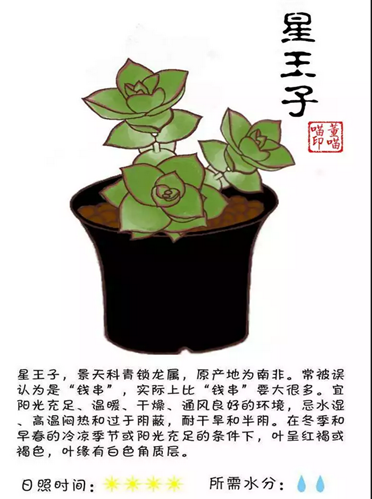 星王子
董喵
喵印
星王子，景天科青锁龙属，原产地为南非。常被误
认为是“钱串”，实际上比“钱串”要大很多。宜
阳光充足、温暖、干燥、通风良好的环境，忌水湿
、高温闷热和过于阴蔽，耐干旱和半阴。在冬季和
早春的冷凉季节或阳光充足的条件下，叶呈红褐或
褐色，叶缘有白色角质层。
日照时间：
所需水分：